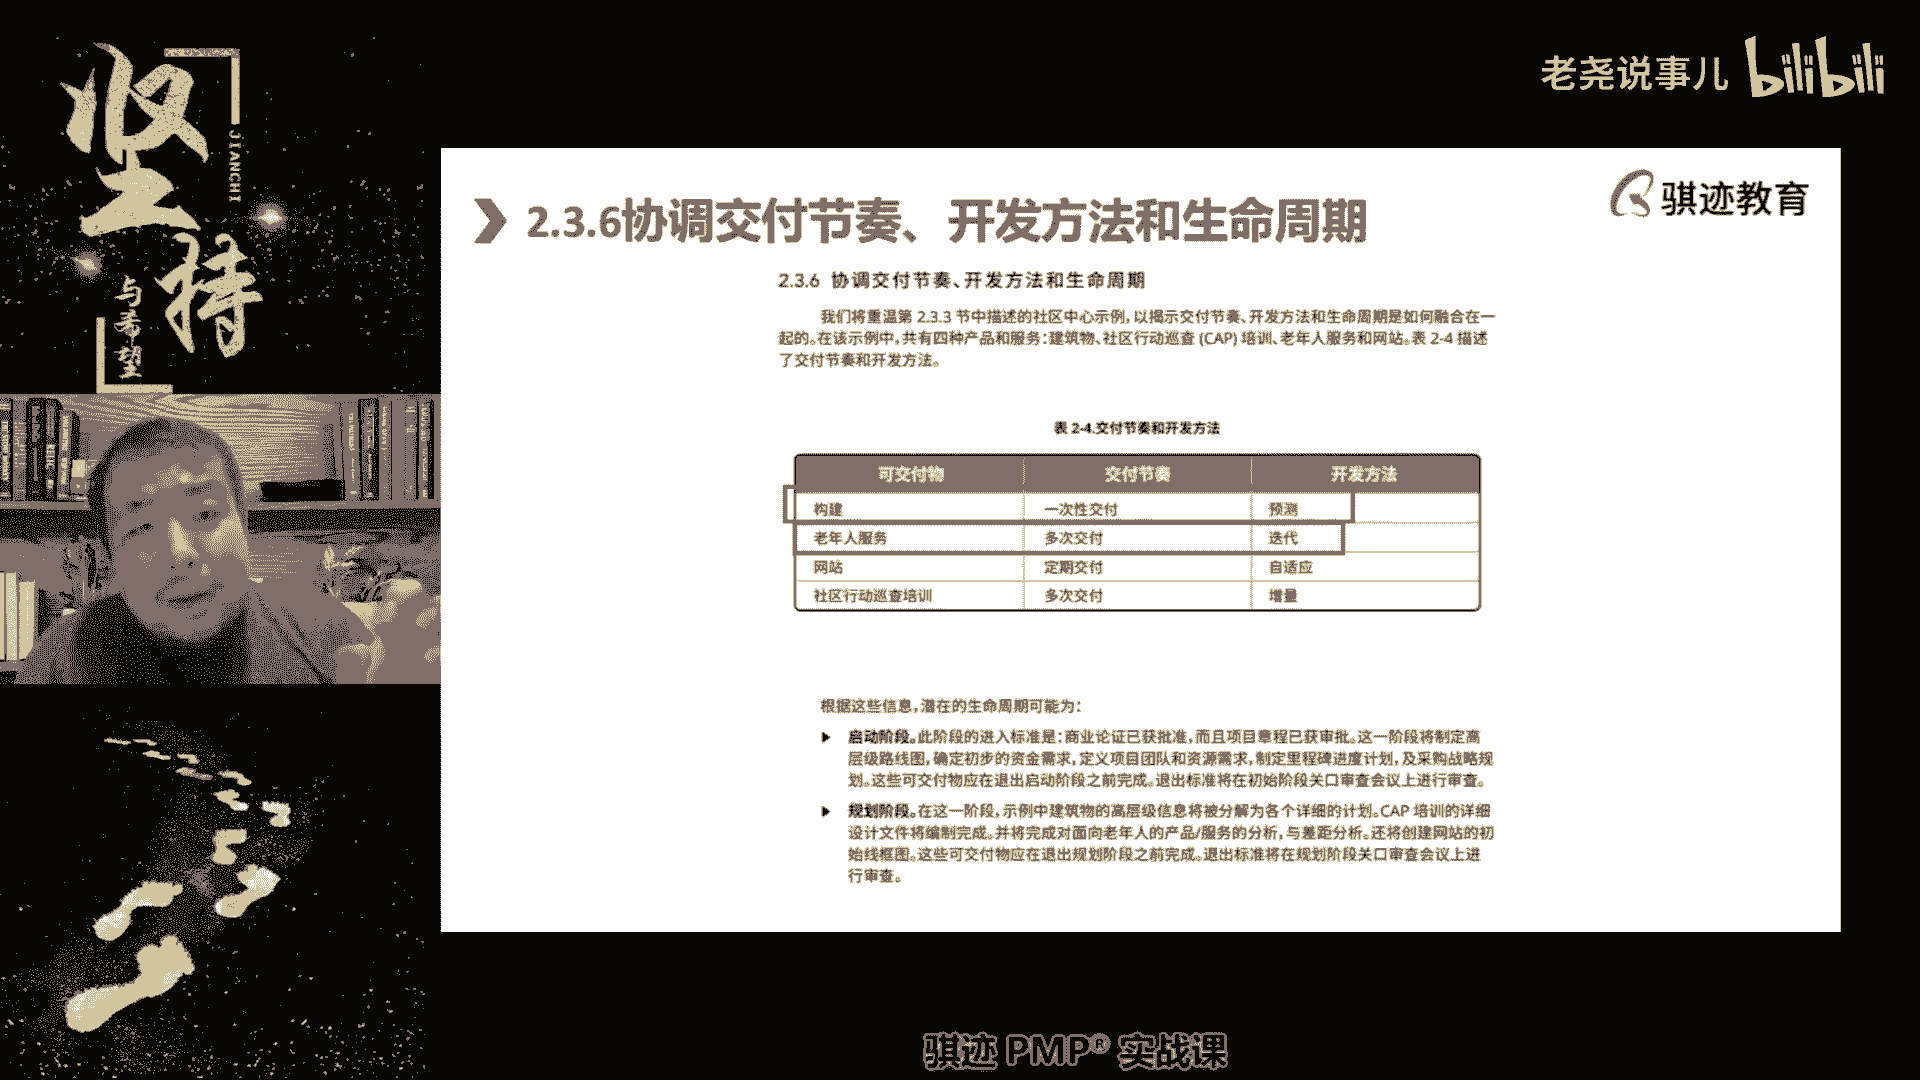 坚持
JIANCHI
与希望
老尧说事儿 bilibili
骐迹教育
2.3.6协调交付节奏、开发方法和生命周期
2.3.6 协调交付节奏、开发方法和生命周期
我们将重温第 2.3.3 节中描述的社区中心示例,以揭示交付节奏、开发方法和生命周期是如何融合在一
起的。在该示例中,共有四种产品和服务:建筑物、社区行动巡查 (CAP) 培训、老年人服务和网站。表 2-4 描述
了交付节奏和开发方法。
表 2-4.交付节奏和开发方法
可交付物 交付节奏 开发方法
构建 一次性交付 预测
老年人服务 多次交付 迭代
网站 定期交付 自适应
社区行动巡查培训 多次交付 增量
根据这些信息,潜在的生命周期可能为:
启动阶段。此阶段的进入标准是:商业论证已获批准,而且项目章程已获审批。这一阶段将制定高
层级路线图,确定初步的资金需求,定义项目团队和资源需求,制定里程碑进度计划,及采购战略规
划。这些可交付物应在退出启动阶段之前完成。退出标准将在初始阶段关口审查会议上进行审查。
规划阶段。在这一阶段,示例中建筑物的高层级信息将被分解为各个详细的计划。CAP 培训的详细
设计文件将编制完成。并将完成对面向老年人的产品/服务的分析,与差距分析。还将创建网站的初
始线框图。这些可交付物应在退出规划阶段之前完成。退出标准将在规划阶段关口审查会议上进
行审查。
骐迹 PMP® 实战课